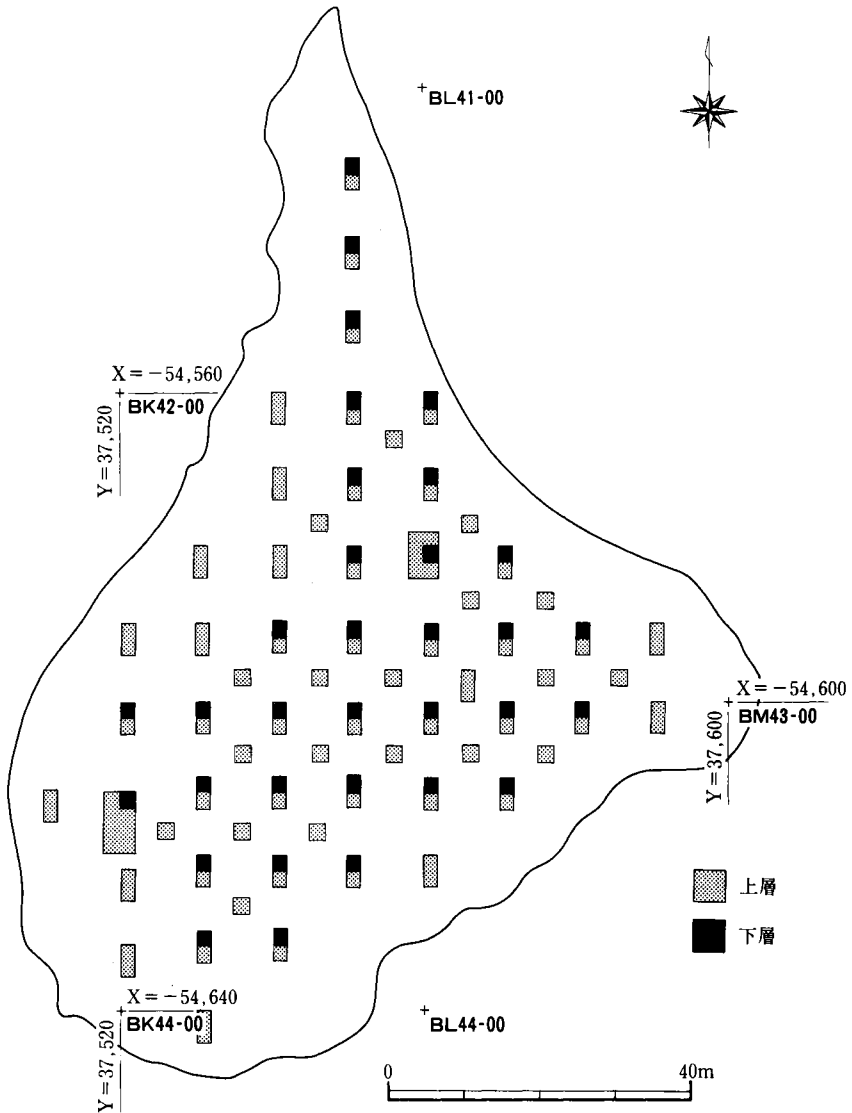 BL41-00
X=-54,560
BK42-00
Y=37,520
X=-54,600
BM43-00
Y=37,600
上層
下層
X=-54,640
BK44-00
BL44-00
Y=37,520
0
40m